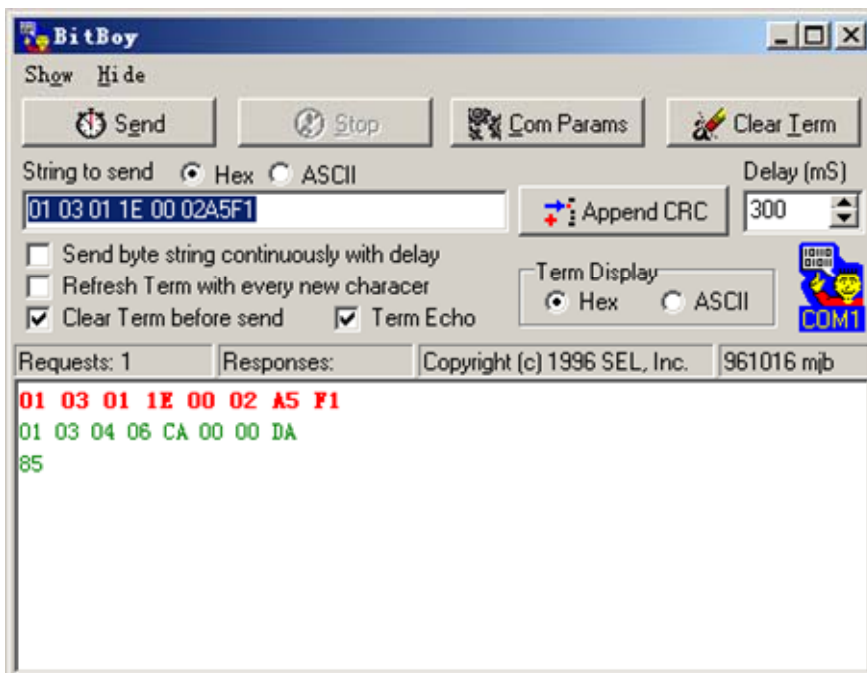 BitBoy
Show Hide
Send Stop Com Params Clear Term
String to send Hex ASCII Delay (mS)
01 03 01 1E 00 02A5F1 Append CRC 300
Send byte string continuously with delay
Refresh Term with every new characer
Clear Term before send Term Echo
Term Display
Hex ASCII
10110
01011
COM1
Requests: 1 Responses: Copyright (c) 1996 SEL, Inc. 961016 mjb
01 03 01 1E 00 02 A5 F1
01 03 04 06 CA 00 00 DA
85